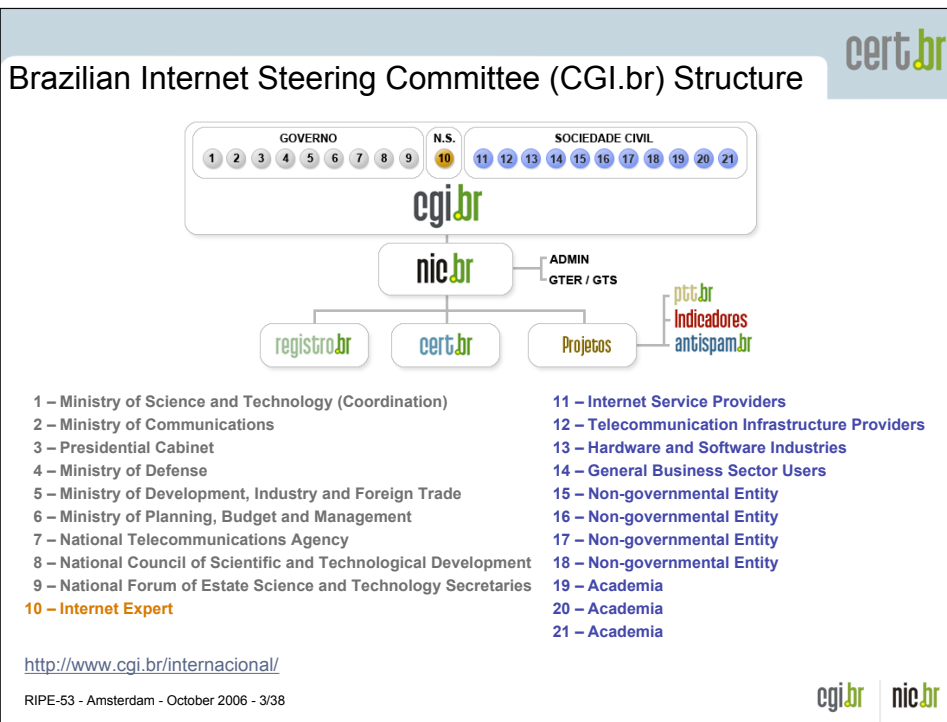 cert.br
Brazilian Internet Steering Committee (CGI.br) Structure
GOVERNO N.S. SOCIEDADE CIVIL
1 2 3 4 5 6 7 8 9 10 11 12 13 14 15 16 17 18 19 20 21
cgi.br
nic.br
ADMIN
GTER / GTS
registro.br cert.br Projetos
ptt.br
Indicadores
antispam.br
1 – Ministry of Science and Technology (Coordination)
2 – Ministry of Communications
3 – Presidential Cabinet
4 – Ministry of Defense
5 – Ministry of Development, Industry and Foreign Trade
6 – Ministry of Planning, Budget and Management
7 – National Telecommunications Agency
8 – National Council of Scientific and Technological Development
9 – National Forum of Estate Science and Technology Secretaries
10 – Internet Expert
11 – Internet Service Providers
12 – Telecommunication Infrastructure Providers
13 – Hardware and Software Industries
14 – General Business Sector Users
15 – Non-governmental Entity
16 – Non-governmental Entity
17 – Non-governmental Entity
18 – Non-governmental Entity
19 – Academia
20 – Academia
21 – Academia
http://www.cgi.br/internacional/
RIPE-53 - Amsterdam - October 2006 - 3/38
cgi.br nic.br